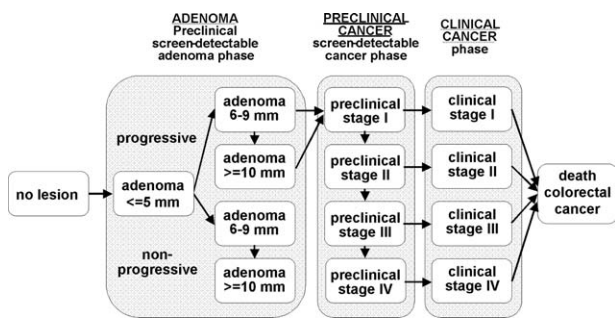 ADENOMA
Preclinical
screen-detectable
adenoma phase
PRECLINICAL
CANCER
screen-detectable
cancer phase
CLINICAL
CANCER
phase
progressive
non-
progressive
no lesion
adenoma
<=5 mm
adenoma
6-9 mm
adenoma
>=10 mm
adenoma
6-9 mm
adenoma
>=10 mm
preclinical
stage I
preclinical
stage II
preclinical
stage III
preclinical
stage IV
clinical
stage I
clinical
stage II
clinical
stage III
clinical
stage IV
death
colorectal
cancer